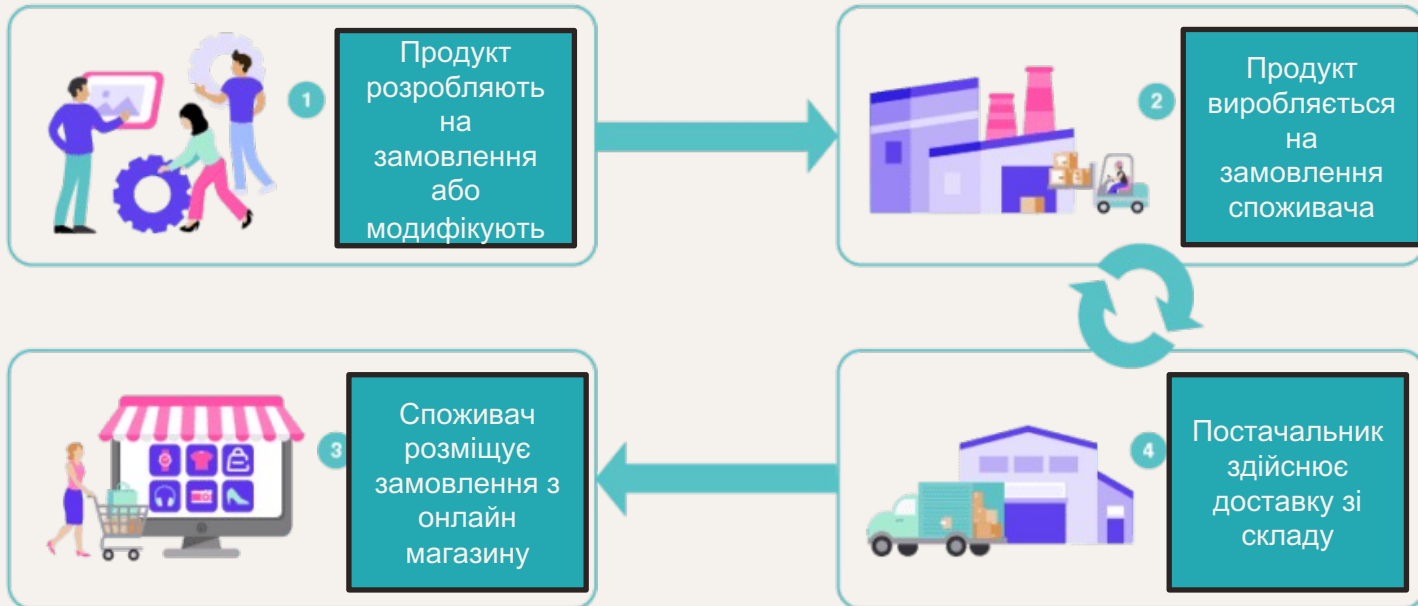 1
Продукт
розробляють
на
замовлення
або
модифікують
2
Продукт
виробляється
на
замовлення
споживача
3
Споживач
розміщує
замовлення з
онлайн
магазину
4
Постачальник
здійснює
доставку зі
складу